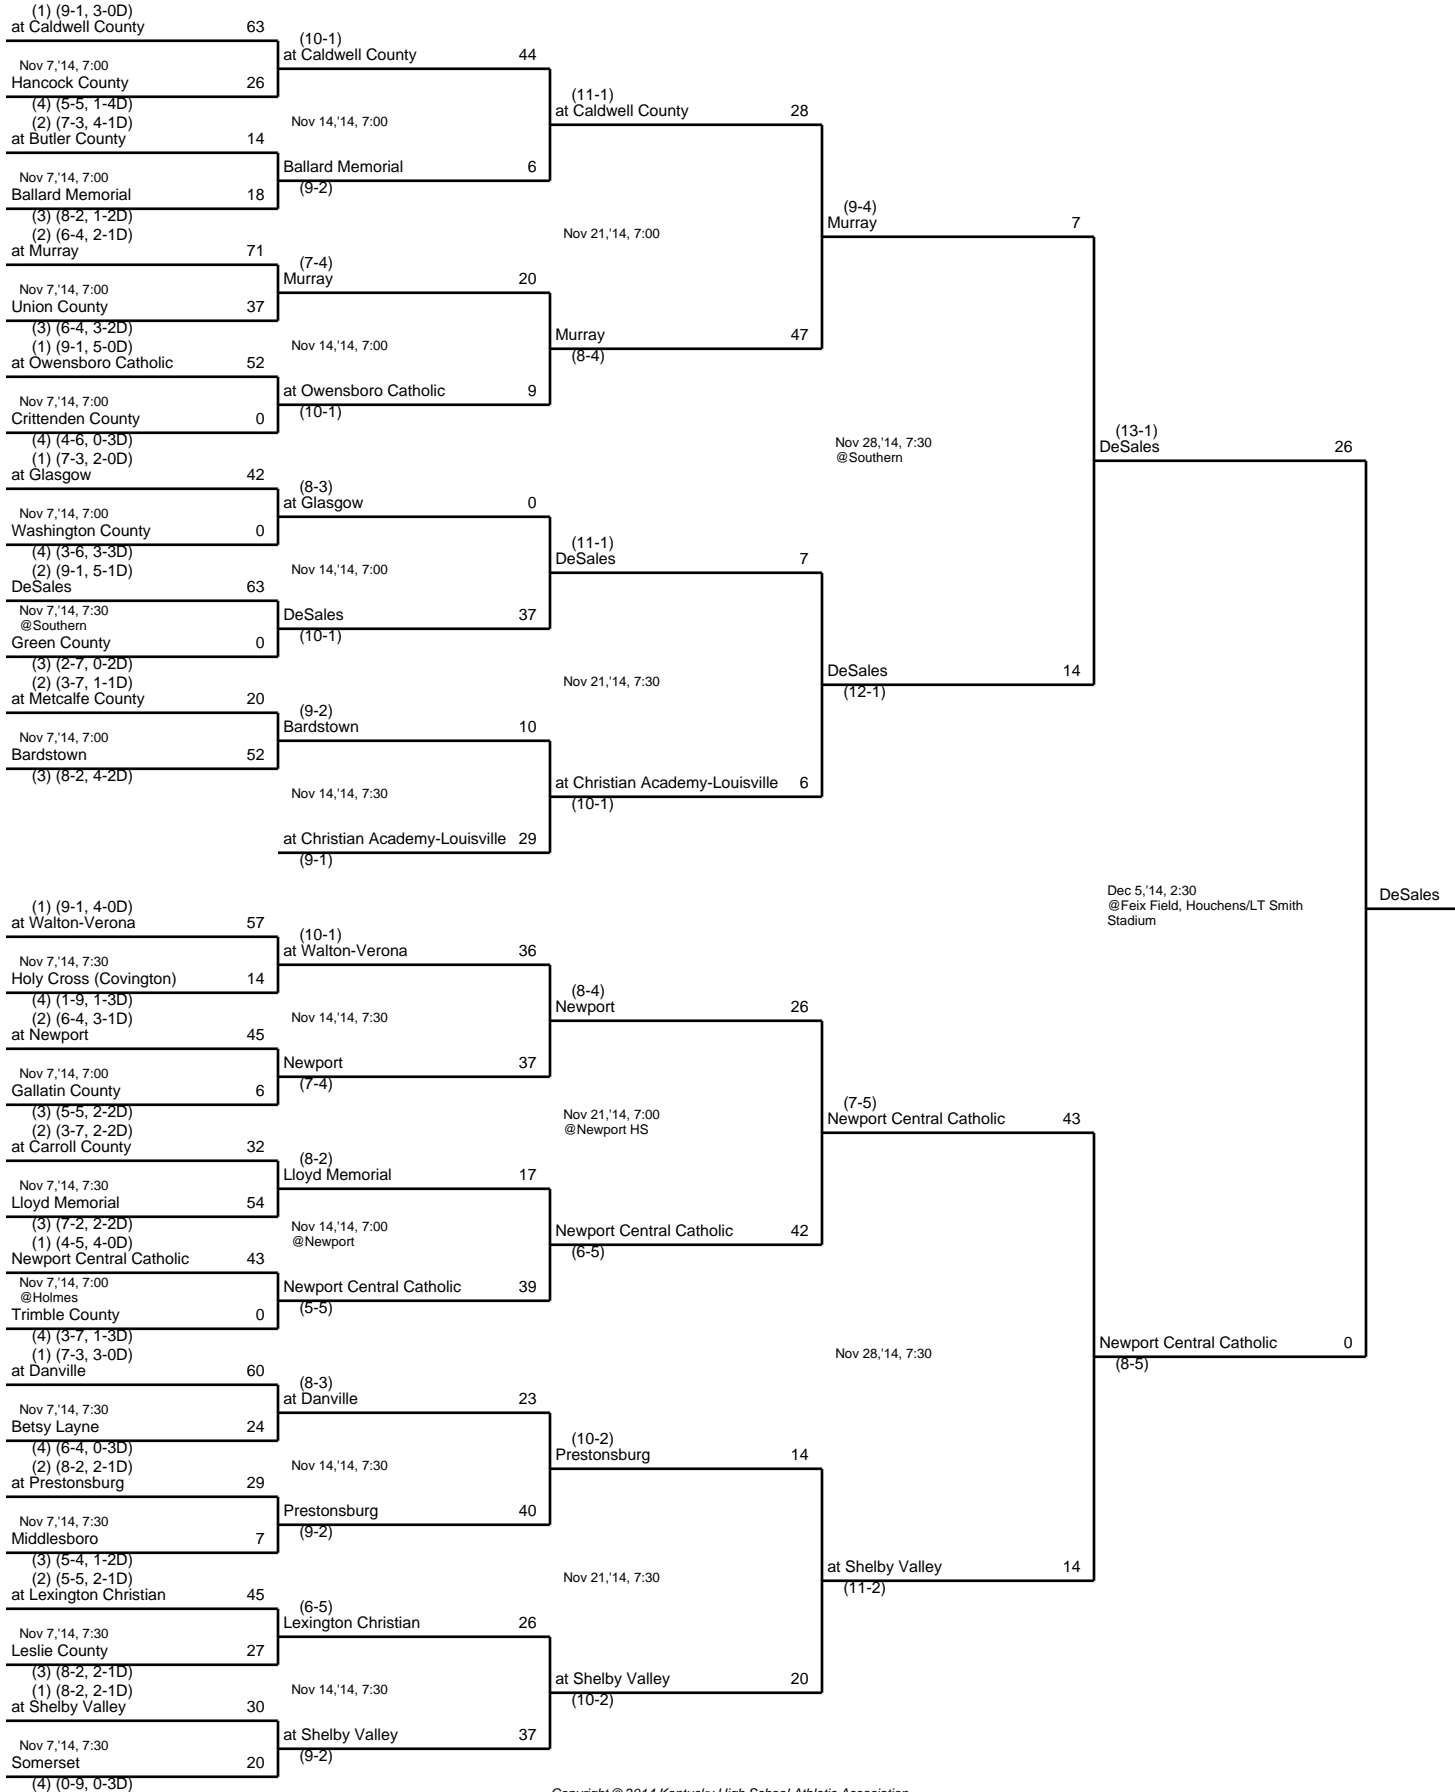 (1) (9-1, 3-0D)
at Caldwell County 63
Nov 7,'14, 7:00
Hancock County 26
(4) (5-5, 1-4D)
(2) (7-3, 4-1D)
at Butler County 14
Nov 7,'14, 7:00
Ballard Memorial 18
(3) (8-2, 1-2D)
(2) (6-4, 2-1D)
at Murray 71
Nov 7,'14, 7:00
Union County 37
(3) (6-4, 3-2D)
(1) (9-1, 5-0D)
at Owensboro Catholic 52
Nov 7,'14, 7:00
Crittenden County 0
(4) (4-6, 0-3D)
(1) (7-3, 2-0D)
at Glasgow 42
Nov 7,'14, 7:00
Washington County 0
(4) (3-6, 3-3D)
(2) (9-1, 5-1D)
DeSales 63
Nov 7,'14, 7:30
@Southern
Green County 0
(3) (2-7, 0-2D)
(2) (3-7, 1-1D)
at Metcalfe County 20
Nov 7,'14, 7:00
Bardstown 52
(3) (8-2, 4-2D)
(1) (9-1, 4-0D)
at Walton-Verona 57
Nov 7,'14, 7:30
Holy Cross (Covington) 14
(4) (1-9, 1-3D)
(2) (6-4, 3-1D)
at Newport 45
Nov 7,'14, 7:00
Gallatin County 6
(3) (5-5, 2-2D)
(2) (3-7, 2-2D)
at Carroll County 32
Nov 7,'14, 7:30
Lloyd Memorial 54
(3) (7-2, 2-2D)
(1) (4-5, 4-0D)
Newport Central Catholic 43
Nov 7,'14, 7:00
@Holmes
Trimble County 0
(4) (3-7, 1-3D)
(1) (7-3, 3-0D)
at Danville 60
Nov 7,'14, 7:30
Betsy Layne 24
(4) (6-4, 0-3D)
(2) (8-2, 2-1D)
at Prestonsburg 29
Nov 7,'14, 7:30
Middlesboro 7
(3) (5-4, 1-2D)
(2) (5-5, 2-1D)
at Lexington Christian 45
Nov 7,'14, 7:30
Leslie County 27
(3) (8-2, 2-1D)
(1) (8-2, 2-1D)
at Shelby Valley 30
Nov 7,'14, 7:30
Somerset 20
(4) (0-9, 0-3D)
(10-1)
at Caldwell County 44
Nov 14,'14, 7:00
Ballard Memorial 6
(9-2)
(7-4)
Murray 20
Nov 14,'14, 7:00
at Owensboro Catholic 9
(10-1)
(8-3)
at Glasgow 0
Nov 14,'14, 7:00
DeSales 37
(10-1)
(9-2)
Bardstown 10
Nov 14,'14, 7:30
at Christian Academy-Louisville 29
(9-1)
(10-1)
at Walton-Verona 36
Nov 14,'14, 7:30
Newport 37
(7-4)
(8-2)
Lloyd Memorial 17
Nov 14,'14, 7:00
@Newport
Newport Central Catholic 39
(5-5)
(8-3)
at Danville 23
Nov 14,'14, 7:30
Prestonsburg 40
(9-2)
(6-5)
Lexington Christian 26
Nov 14,'14, 7:30
at Shelby Valley 37
(9-2)
(11-1)
at Caldwell County 28
Nov 21,'14, 7:00
Murray 47
(8-4)
(11-1)
DeSales 7
Nov 21,'14, 7:30
at Christian Academy-Louisville 6
(10-1)
(8-4)
Newport 26
Nov 21,'14, 7:00
@Newport HS
Newport Central Catholic 42
(6-5)
(10-2)
Prestonsburg 14
Nov 21,'14, 7:30
at Shelby Valley 20
(10-2)
(9-4)
Murray 7
Nov 28,'14, 7:30
@Southern
DeSales 14
(12-1)
(7-5)
Newport Central Catholic 43
Nov 28,'14, 7:30
at Shelby Valley 14
(11-2)
(13-1)
DeSales 26
Dec 5,'14, 2:30
@Feix Field, Houchens/LT Smith
Stadium
Newport Central Catholic 0
(8-5)
DeSales
Copyright @ 2014 Kentucky High School Athletic Association